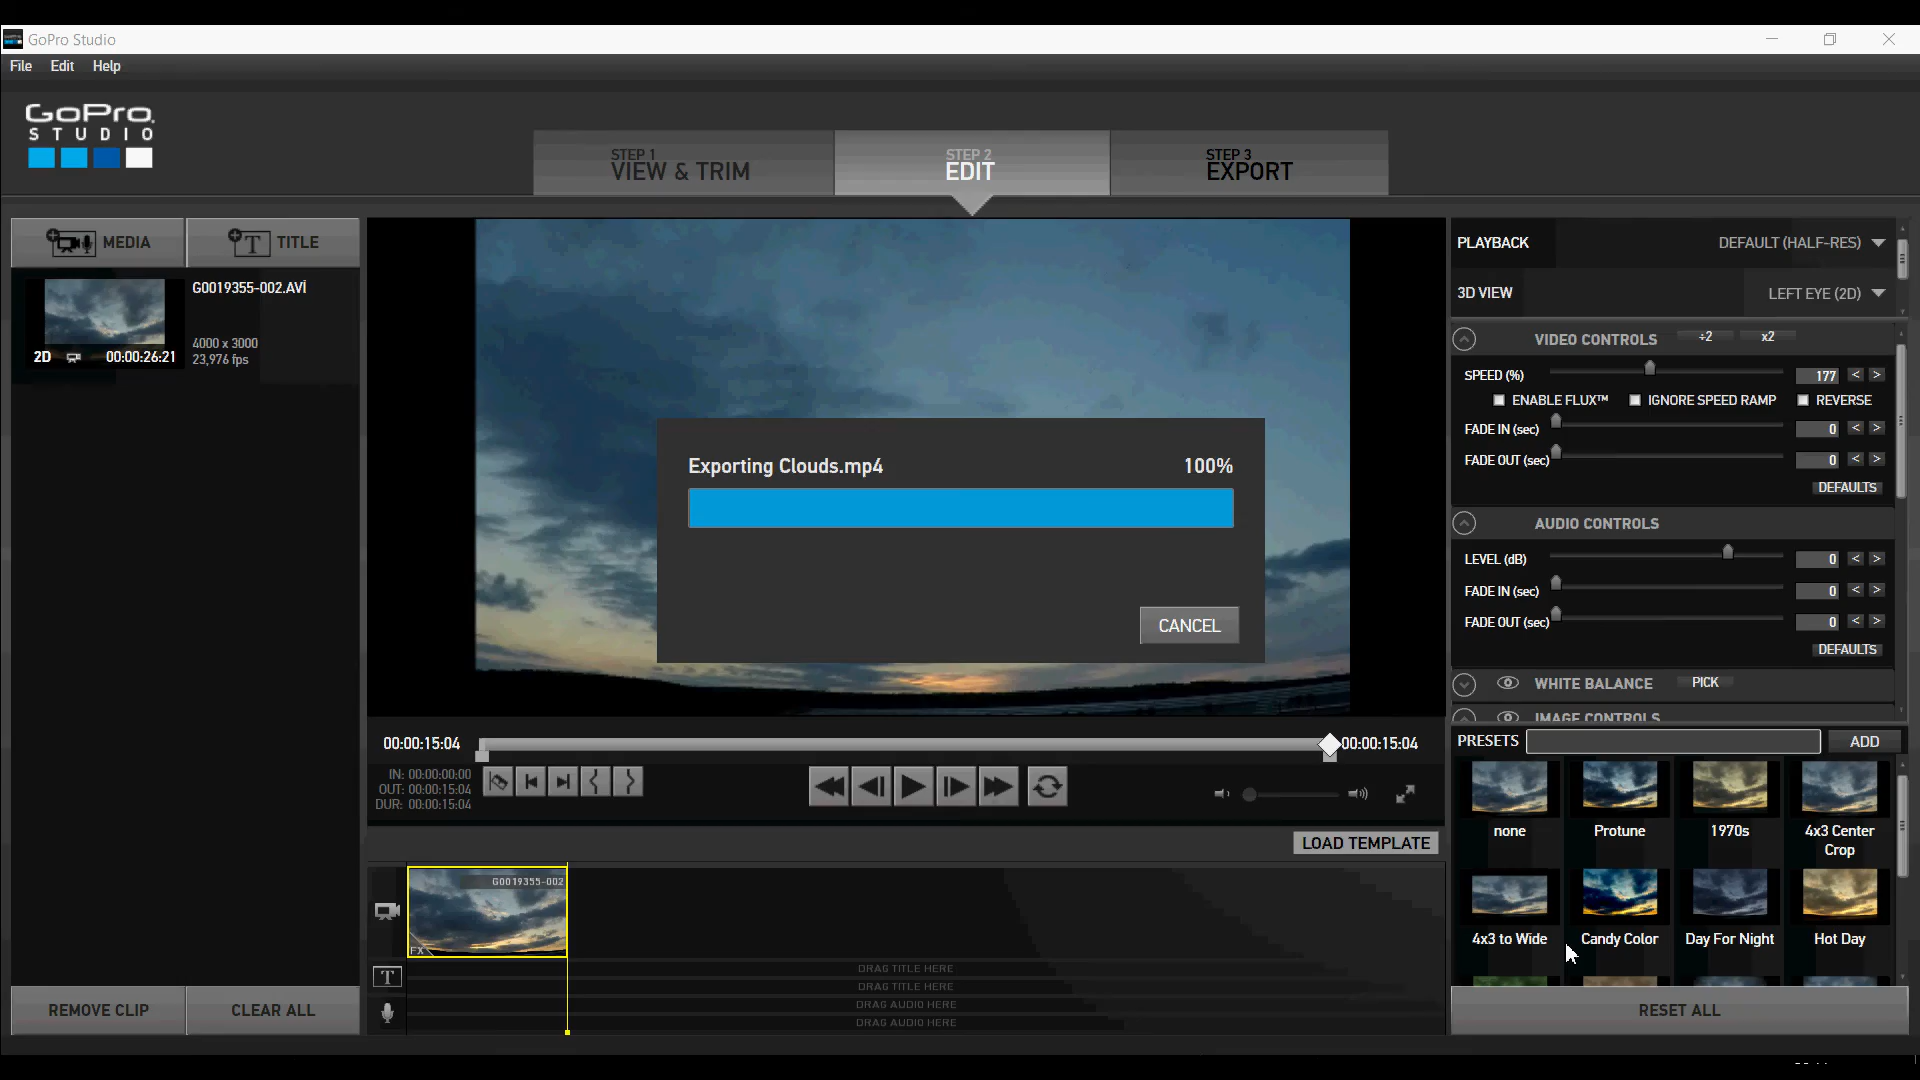 GoPro Studio
File Edit Help
GoPro
STUDIO
STEP 1
VIEW & TRIM
STEP 2
EDIT
STEP 3
EXPORT
MEDIA
TITLE
G0019355-002.AVİ
4000 x 3000
23,976 fps
2D 00:00:26:21
PLAYBACK DEFAULT (HALF-RES)
3D VIEW LEFT EYE (2D)
VIDEO CONTROLS ÷2 x2
SPEED (%) 177 < >
ENABLE FLUX™ IGNORE SPEED RAMP REVERSE
FADE IN (sec) 0 < >
FADE OUT (sec) 0 < >
DEFAULTS
AUDIO CONTROLS
LEVEL (dB) 0 < >
FADE IN (sec) 0 < >
FADE OUT (sec) 0 < >
DEFAULTS
WHITE BALANCE PICK
IMAGE CONTROLS
Exporting Clouds.mp4 100%
CANCEL
00:00:15:04 00:00:15:04
IN: 00:00:00:00
OUT: 00:00:15:04
DUR: 00:00:15:04
LOAD TEMPLATE
G0019355-002
FX
T
DRAG TITLE HERE
DRAG TITLE HERE
DRAG AUDIO HERE
DRAG AUDIO HERE
PRESETS ADD
none
Protune
1970s
4x3 Center
Crop
4x3 to Wide
Candy Color
Day For Night
Hot Day
REMOVE CLIP
CLEAR ALL
RESET ALL